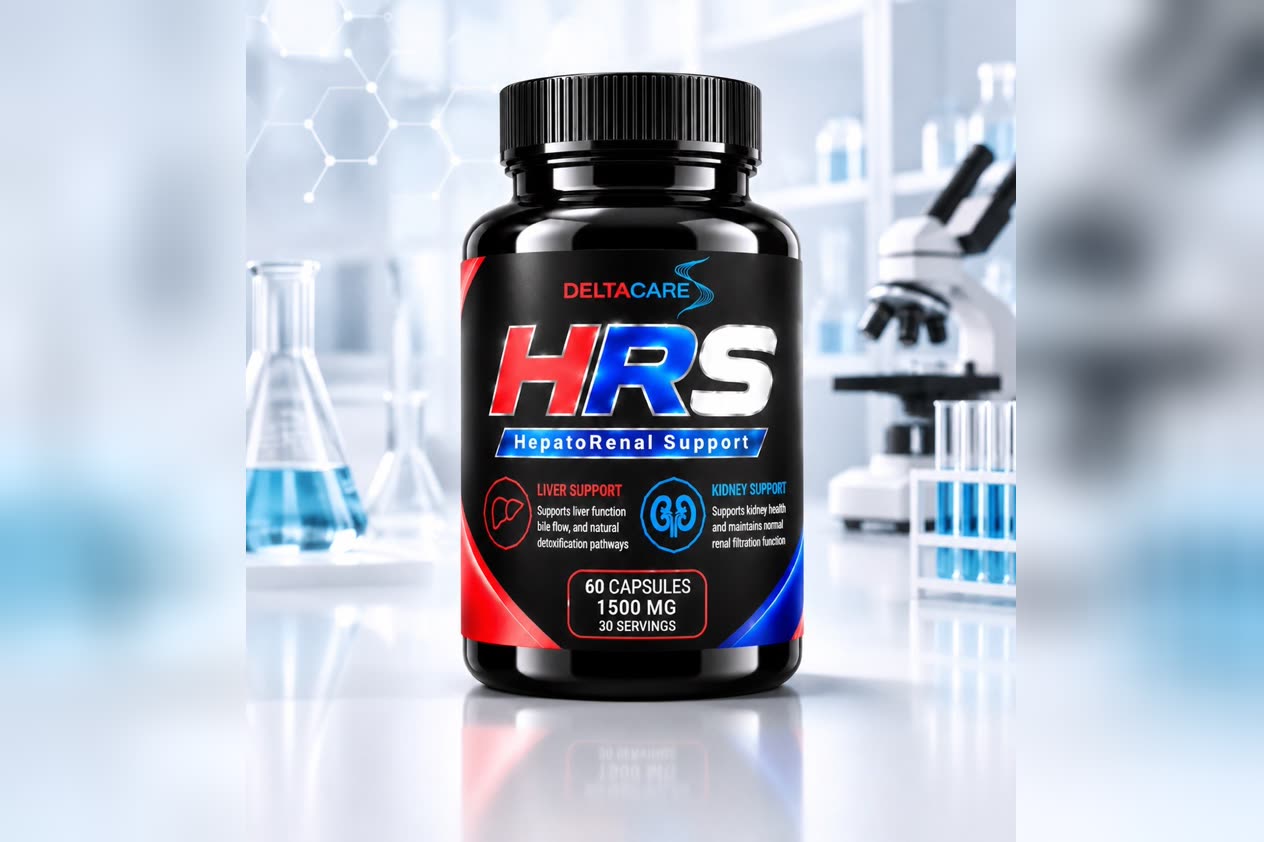 DELTACARE
HRS
HepatoRenal Support
LIVER SUPPORT
Supports liver function
bile flow, and natural
detoxification pathways
KIDNEY SUPPORT
Supports kidney health
and maintains normal
renal filtration function
60 CAPSULES
1500 MG
30 SERVINGS